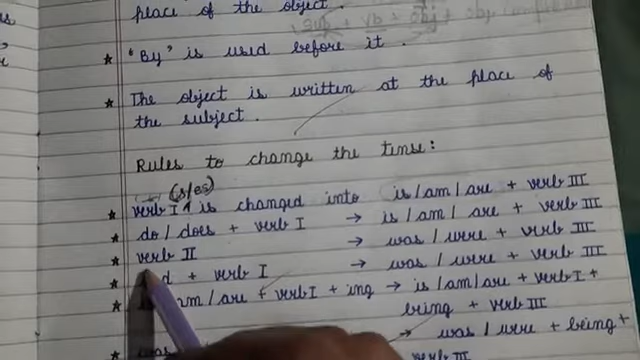 place of the object.
* "By" is used before it.
* The object is written at the place of
the subject.
Rules to change the tense:
(s/es)
* verb I is changed into is/am/are + verb III
* do/does + verb I → is/am/are + verb III
* verb II → was/were + verb III
* + verb I → was/were + verb III
* am/are + verb I + ing → is/am/are + verb I +
being + verb III
* was → was/were + being +
verb III